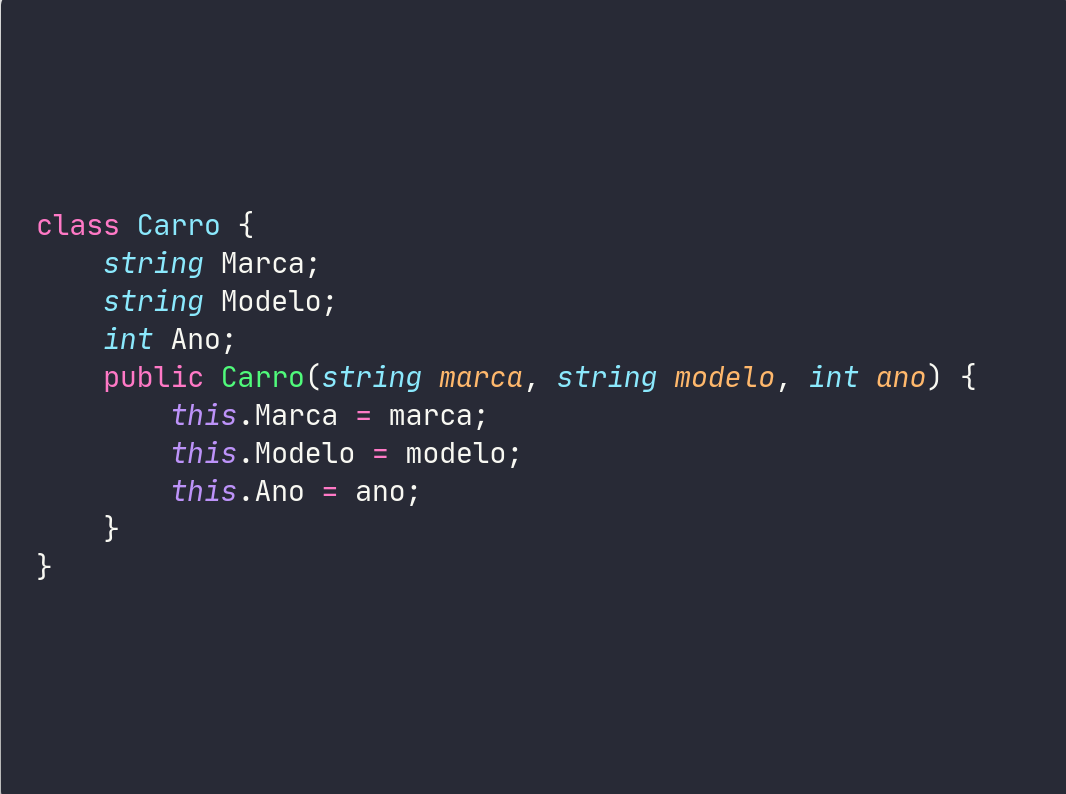 class Carro {
    string Marca;
    string Modelo;
    int Ano;
    public Carro(string marca, string modelo, int ano) {
        this.Marca = marca;
        this.Modelo = modelo;
        this.Ano = ano;
    }
}